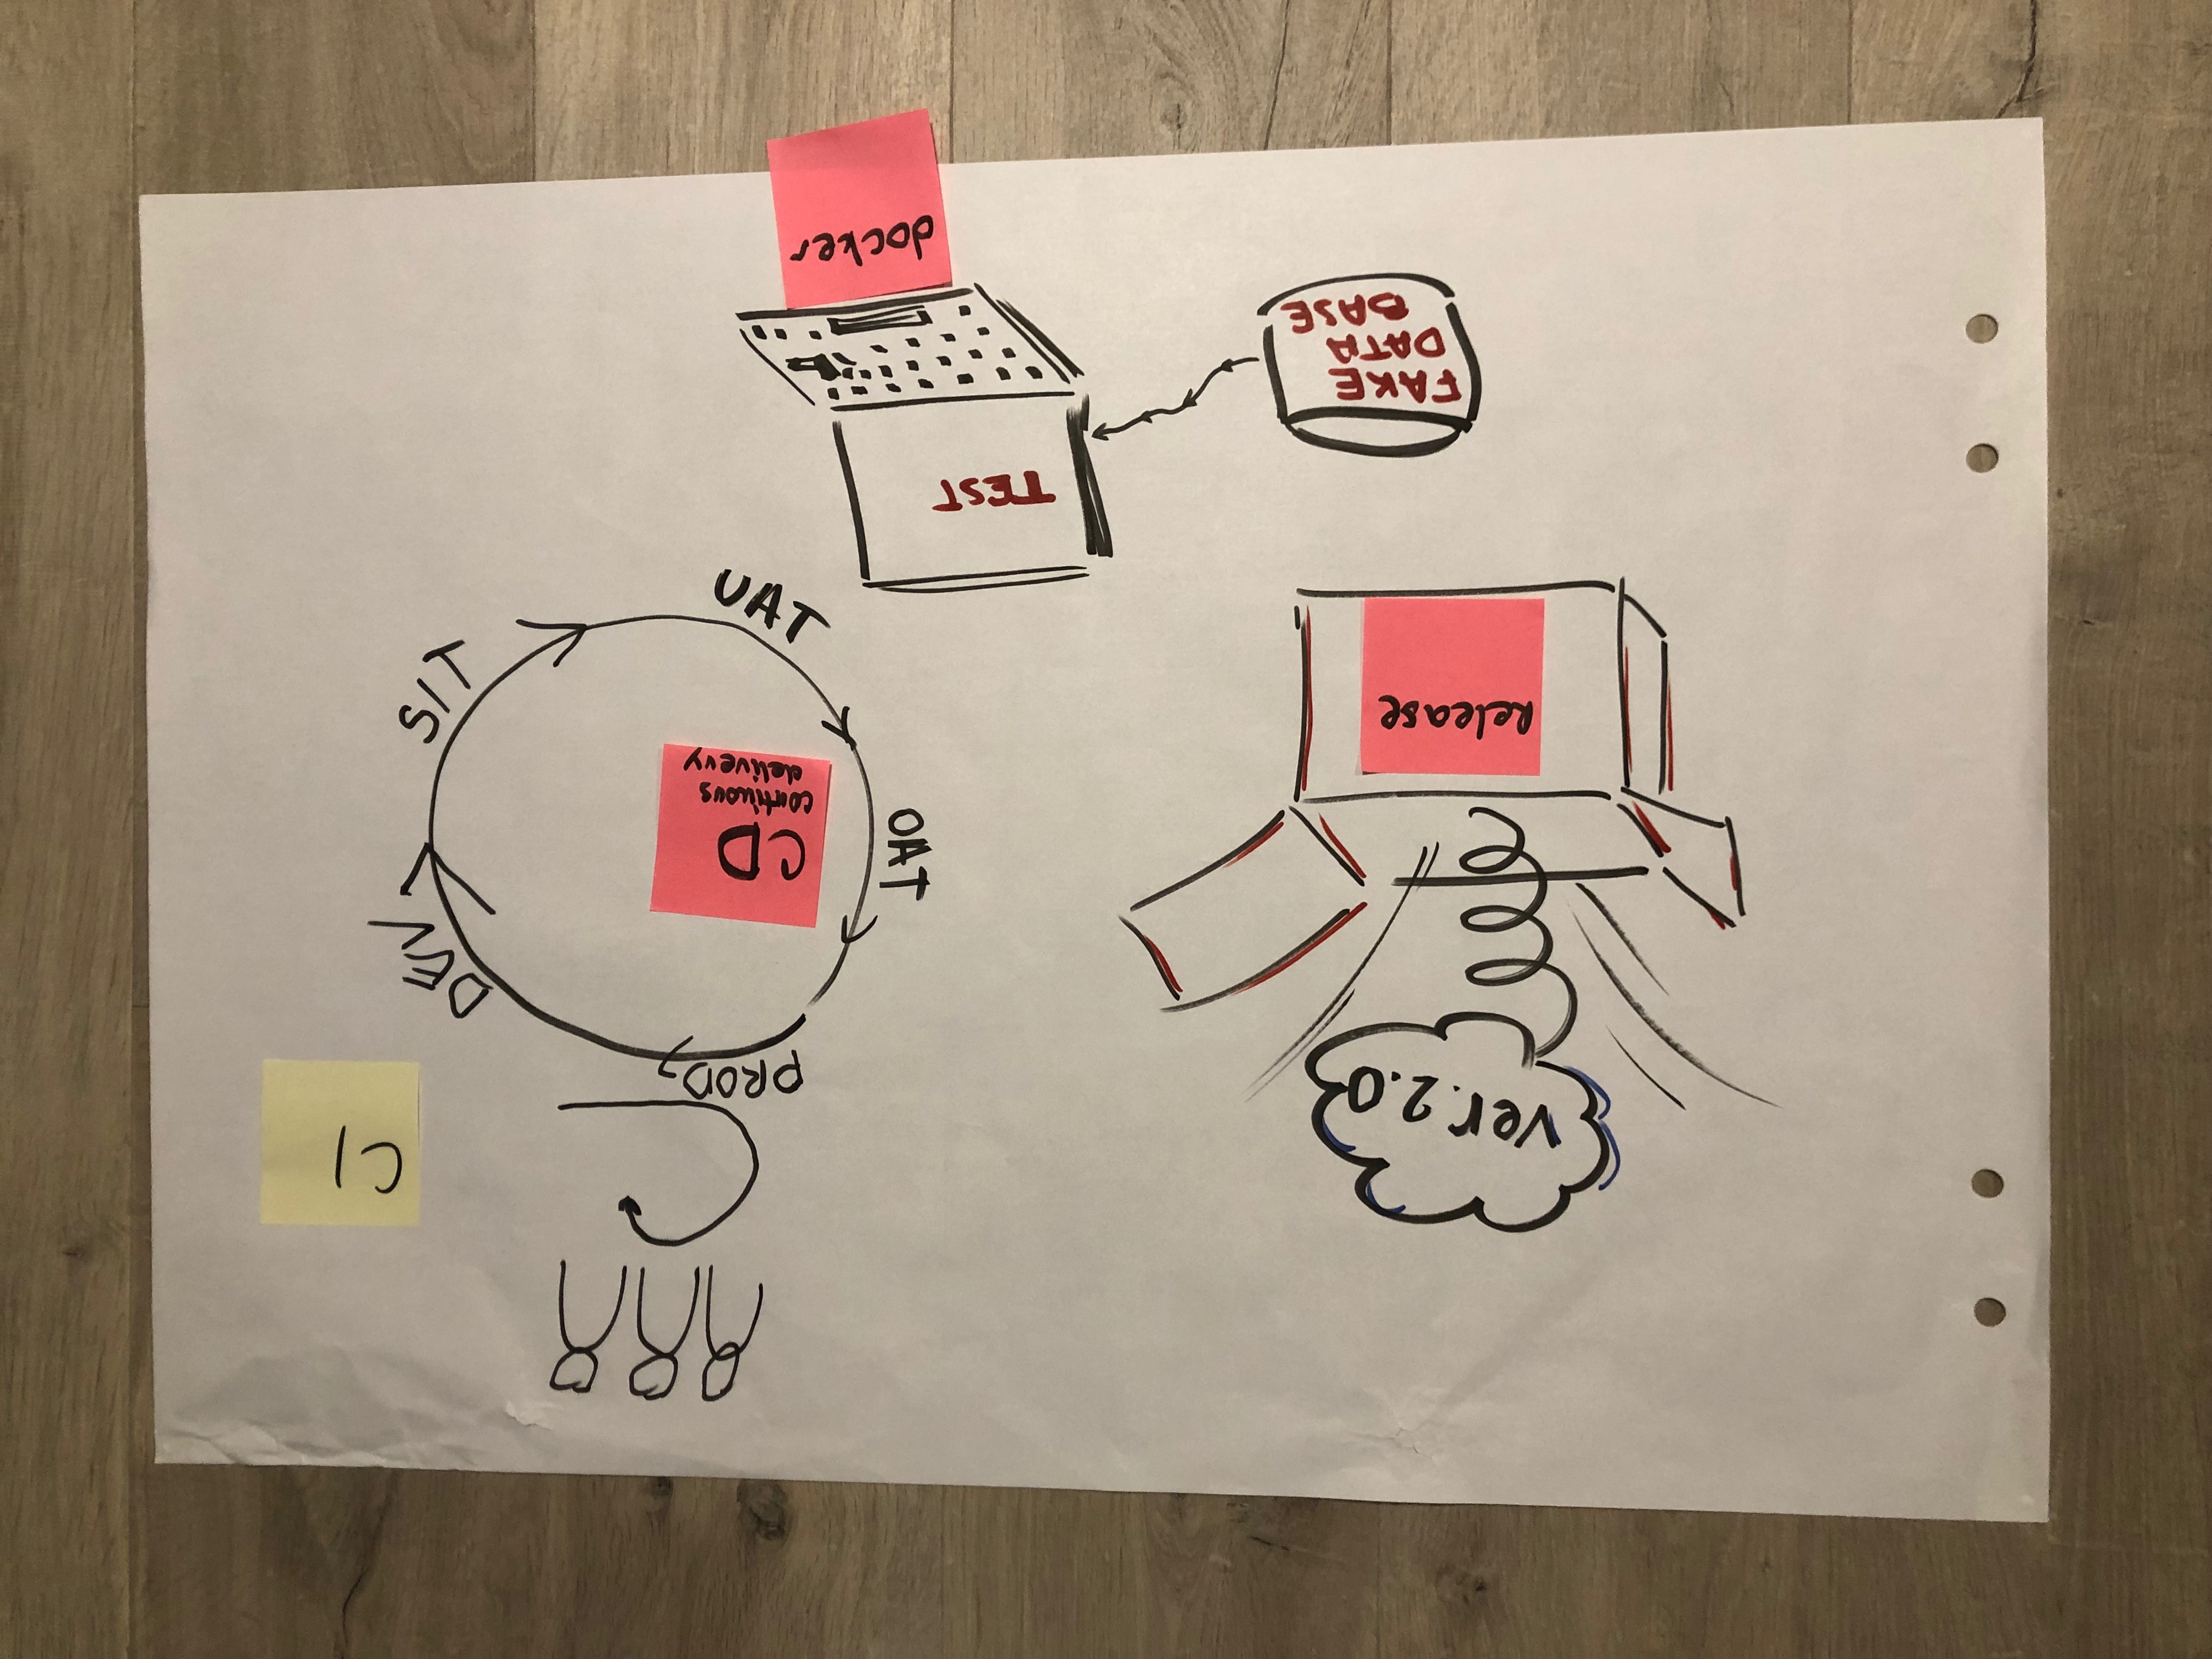 ver.2.0
release
FAKE
DATA
BASE
TEST
docker
CI
PROD
DEV
SIT
UAT
OAT
CD
continuous
delivery